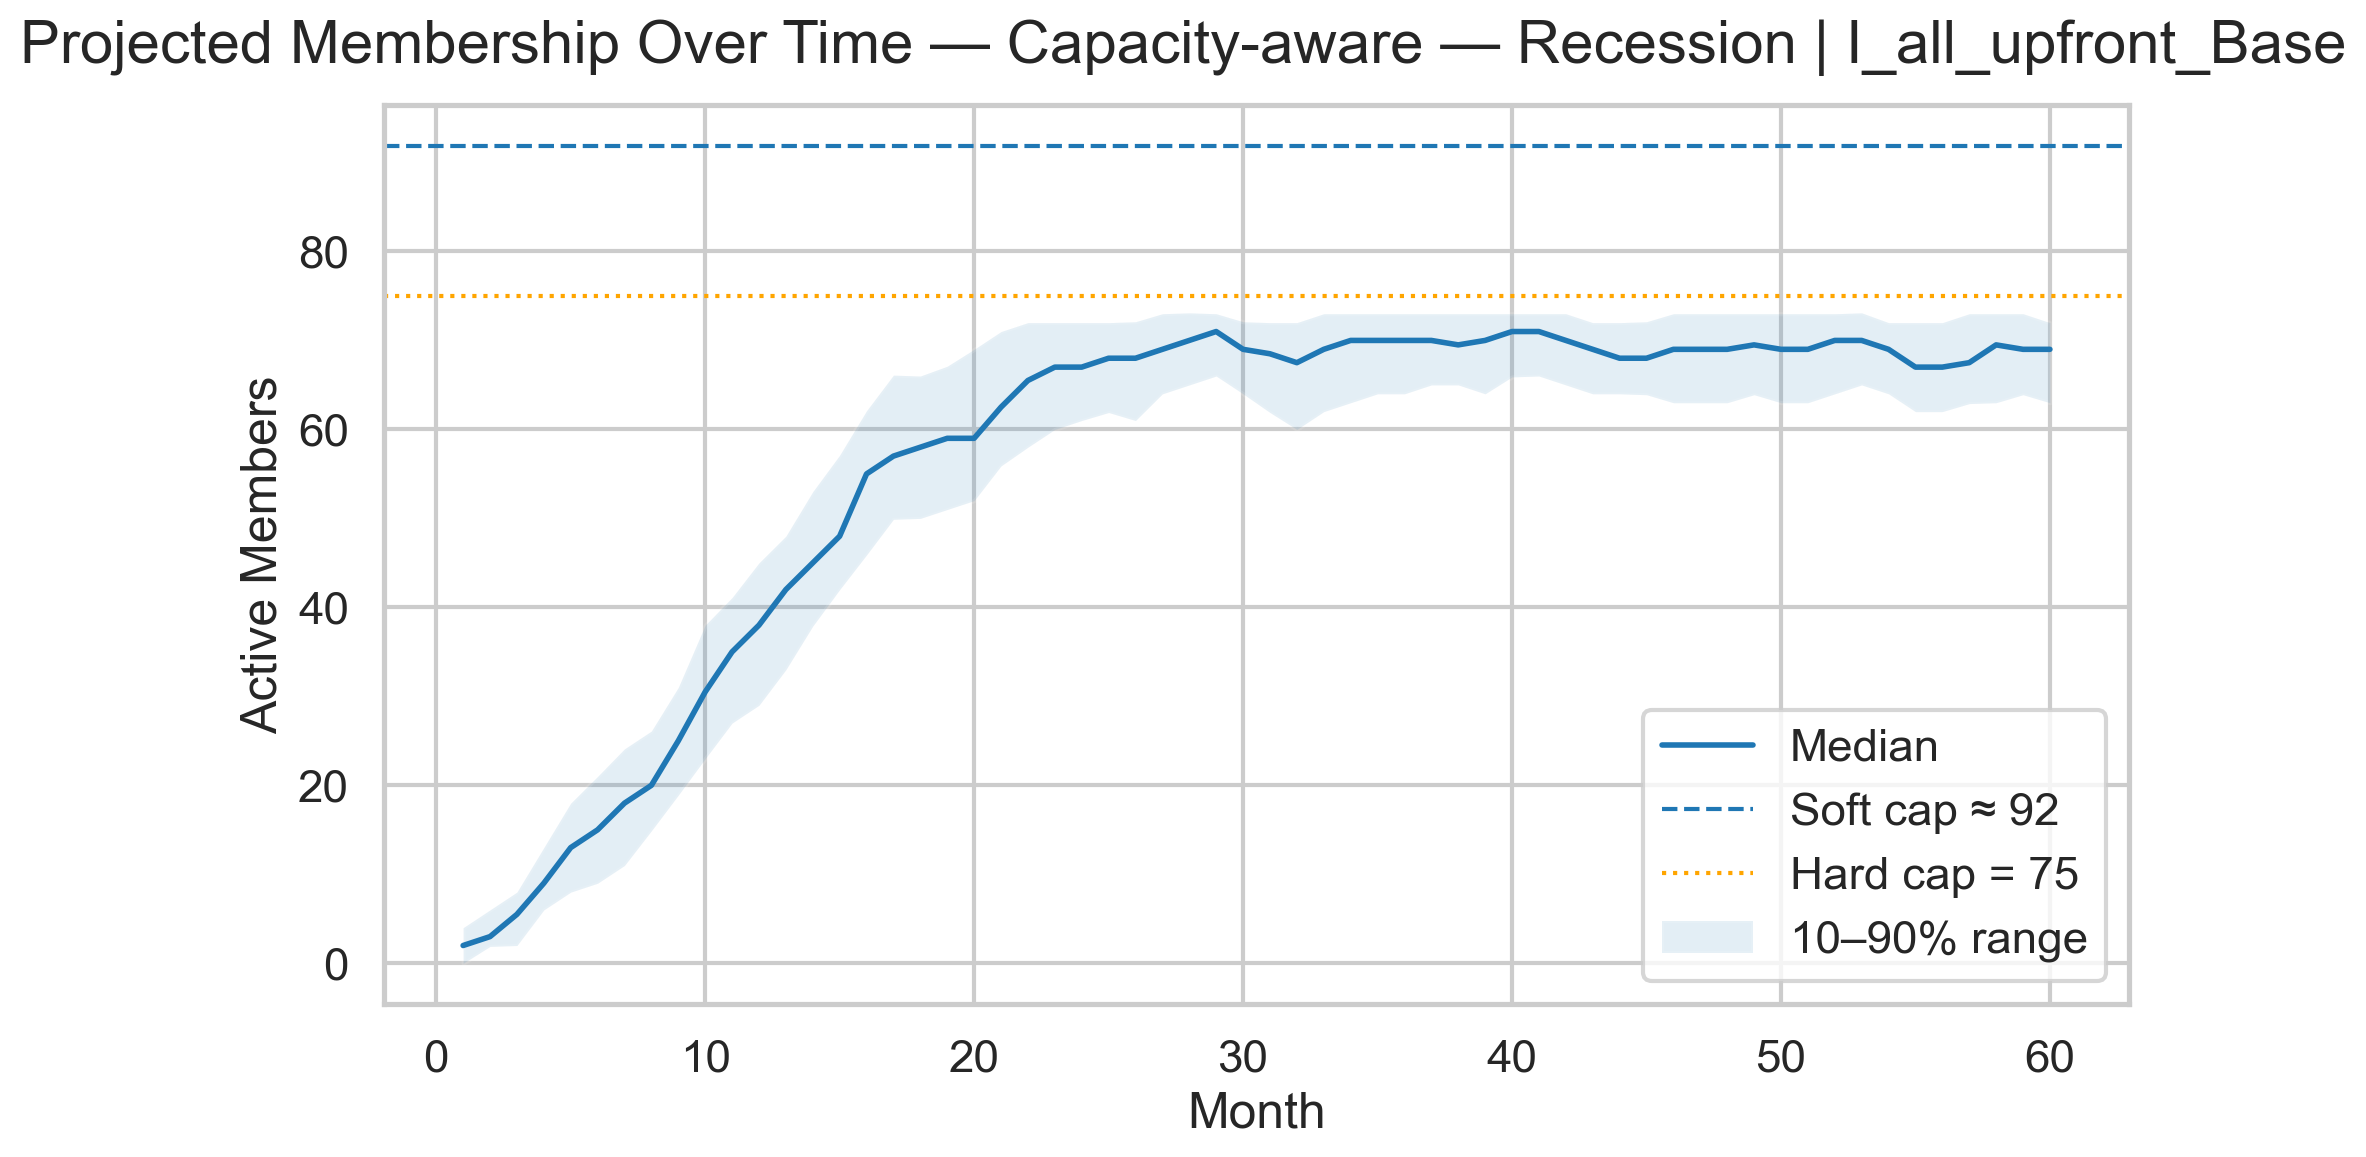 Projected Membership Over Time — Capacity-aware — Recession | I_all_upfront_Base
80
60
40
20
0
Active Members
0 10 20 30 40 50 60
Month
Median
Soft cap ≈ 92
Hard cap = 75
10–90% range